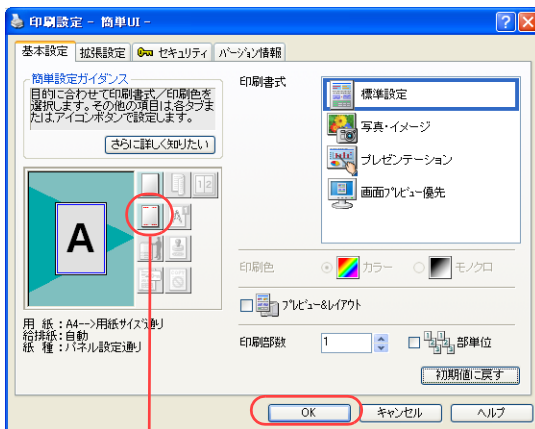 印刷設定 - 簡単UI -
基本設定 拡張設定 セキュリティ バージョン情報
簡単設定ガイダンス
目的に合わせて印刷書式／印刷色を
選択します。その他の項目は各タブま
たはアイコンボタンで設定します。
さらに詳しく知りたい
印刷書式
標準設定
写真・イメージ
プレゼンテーション
画面プレビュー優先
1 2
A
印刷色 カラー モノクロ
プレビュー&レイアウト
用 紙：A4-->用紙サイズ通り
給排紙：自動
紙 種：パネル設定通り
印刷部数 1 部単位
初期値に戻す
OK キャンセル ヘルプ